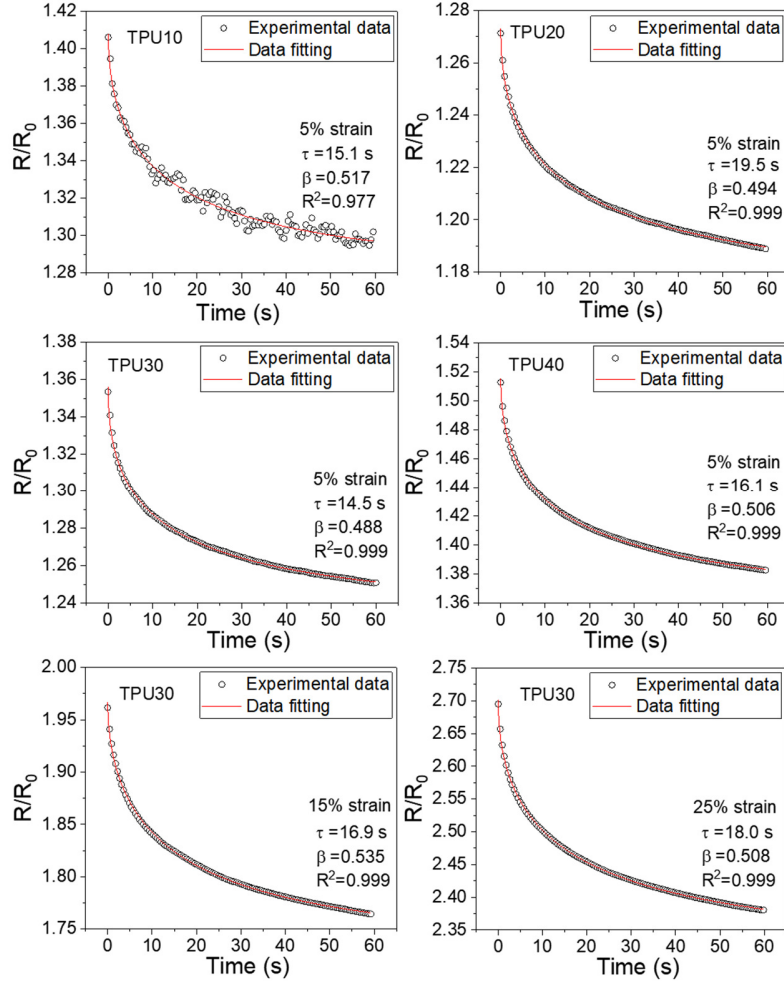 TPU10
Experimental data
Data fitting
5% strain
τ =15.1 s
β =0.517
R²=0.977
R/R₀
1.42
1.40
1.38
1.36
1.34
1.32
1.30
1.28
0 10 20 30 40 50 60
Time (s)
TPU20
Experimental data
Data fitting
5% strain
τ =19.5 s
β =0.494
R²=0.999
R/R₀
1.28
1.26
1.24
1.22
1.20
1.18
0 10 20 30 40 50 60
Time (s)
TPU30
Experimental data
Data fitting
5% strain
τ =14.5 s
β =0.488
R²=0.999
R/R₀
1.38
1.36
1.34
1.32
1.30
1.28
1.26
1.24
0 10 20 30 40 50 60
Time (s)
TPU40
Experimental data
Data fitting
5% strain
τ =16.1 s
β =0.506
R²=0.999
R/R₀
1.54
1.52
1.50
1.48
1.46
1.44
1.42
1.40
1.38
1.36
0 10 20 30 40 50 60
Time (s)
TPU30
Experimental data
Data fitting
15% strain
τ =16.9 s
β =0.535
R²=0.999
R/R₀
2.00
1.95
1.90
1.85
1.80
1.75
0 10 20 30 40 50 60
Time (s)
TPU30
Experimental data
Data fitting
25% strain
τ =18.0 s
β =0.508
R²=0.999
R/R₀
2.75
2.70
2.65
2.60
2.55
2.50
2.45
2.40
2.35
0 10 20 30 40 50 60
Time (s)